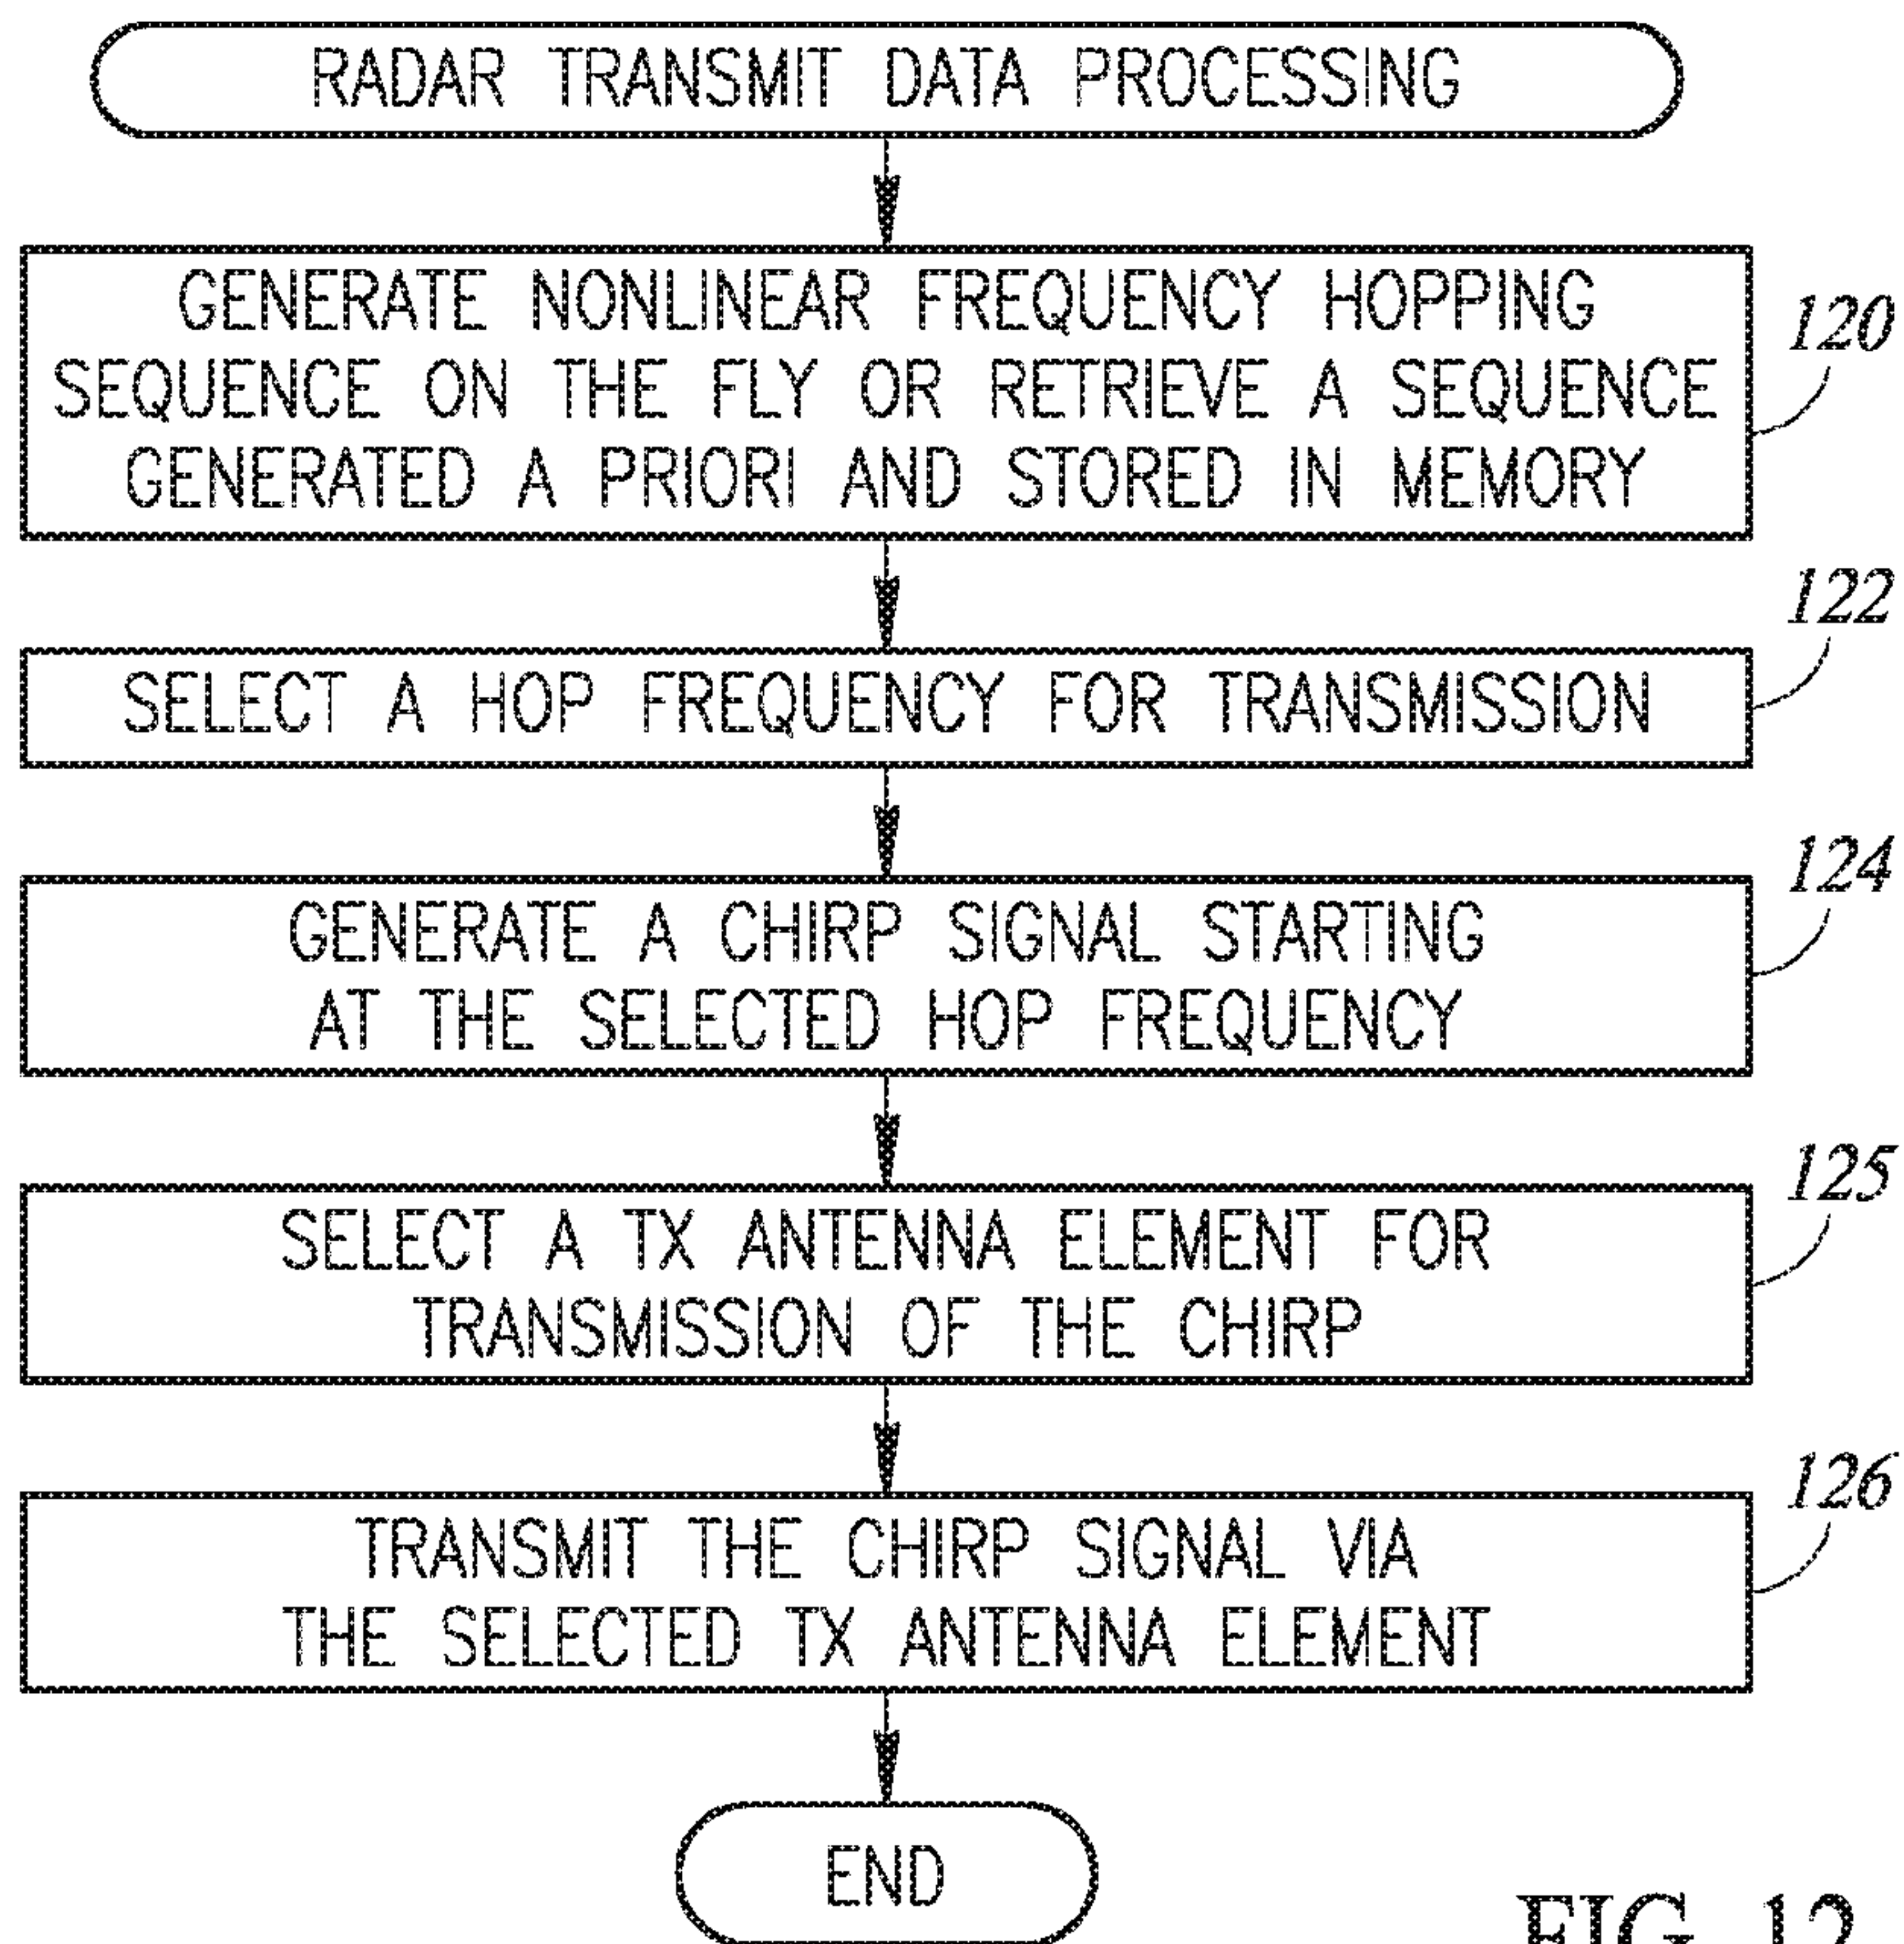 RADAR TRANSMIT DATA PROCESSING
GENERATE NONLINEAR FREQUENCY HOPPING
SEQUENCE ON THE FLY OR RETRIEVE A SEQUENCE
GENERATED A PRIORI AND STORED IN MEMORY
120
SELECT A HOP FREQUENCY FOR TRANSMISSION
122
GENERATE A CHIRP SIGNAL STARTING
AT THE SELECTED HOP FREQUENCY
124
SELECT A TX ANTENNA ELEMENT FOR
TRANSMISSION OF THE CHIRP
125
TRANSMIT THE CHIRP SIGNAL VIA
THE SELECTED TX ANTENNA ELEMENT
126
END
FIG. 12